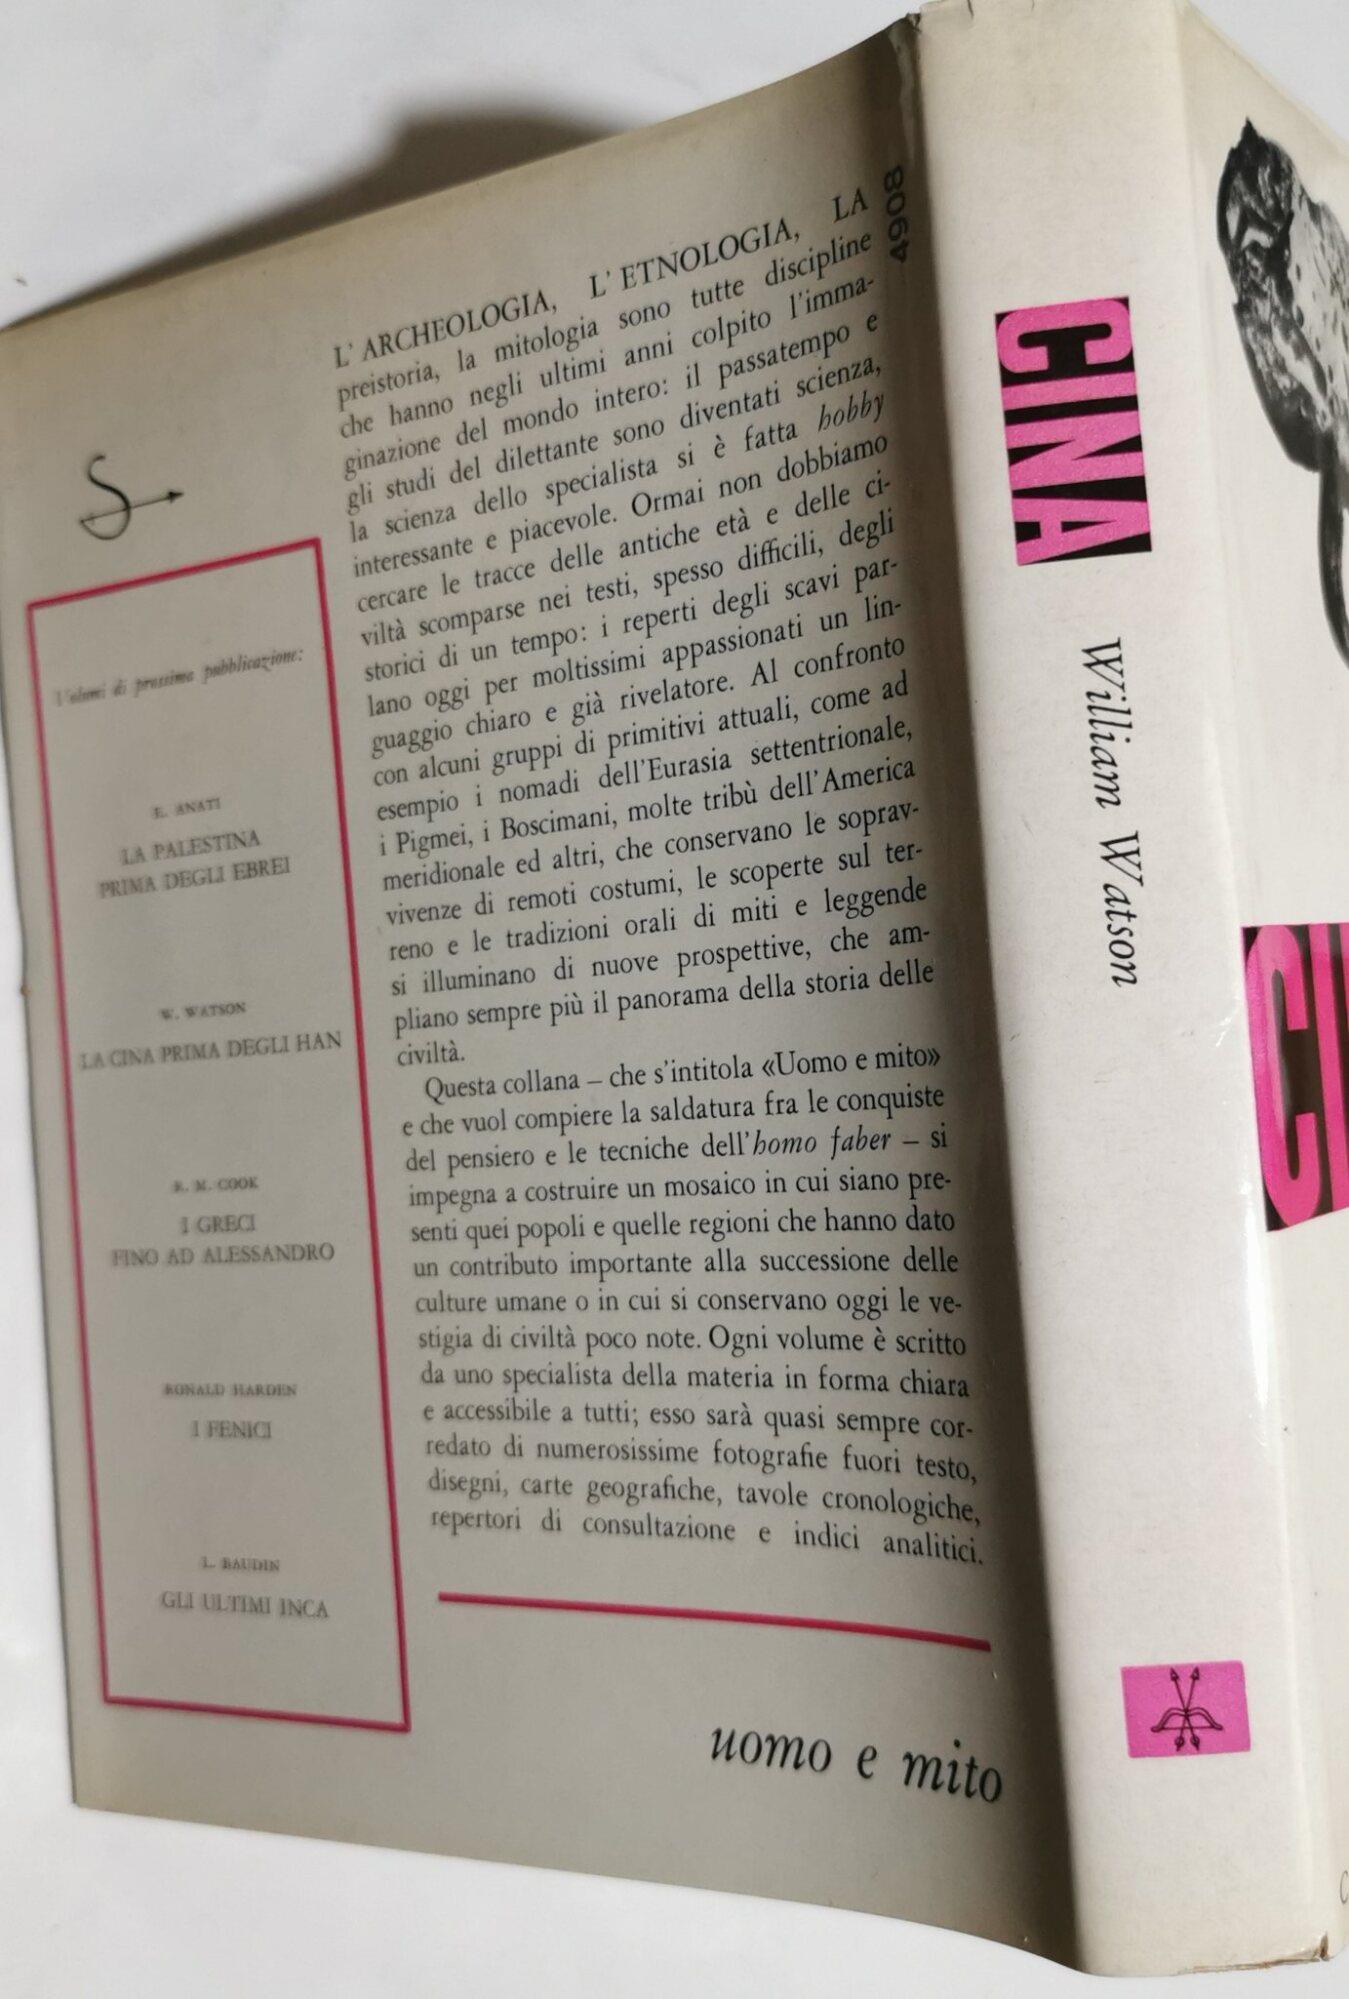 L'ARCHEOLOGIA, L'ETNOLOGIA, LA
preistoria, la mitologia sono tutte discipline
che hanno negli ultimi anni colpito l'imma-
ginazione del mondo intero: il passatempo e
gli studi del dilettante sono diventati scienza,
la scienza dello specialista si è fatta hobby
interessante e piacevole. Ormai non dobbiamo
cercare le tracce delle antiche età e delle ci-
viltà scomparse nei testi, spesso difficili, degli
storici di un tempo: i reperti degli scavi par-
lano oggi per moltissimi appassionati un lin-
guaggio chiaro e già rivelatore. Al confronto
con alcuni gruppi di primitivi attuali, come ad
esempio i nomadi dell'Eurasia settentrionale,
i Pigmei, i Boscimani, molte tribù dell'America
meridionale ed altri, che conservano le soprav-
vivenze di remoti costumi, le scoperte sul ter-
reno e le tradizioni orali di miti e leggende
si illuminano di nuove prospettive, che am-
pliano sempre più il panorama della storia delle
civiltà.
Questa collana – che s'intitola «Uomo e mito»
e che vuol compiere la saldatura fra le conquiste
del pensiero e le tecniche dell'homo faber – si
impegna a costruire un mosaico in cui siano pre-
senti quei popoli e quelle regioni che hanno dato
un contributo importante alla successione delle
culture umane o in cui si conservano oggi le ve-
stigia di civiltà poco note. Ogni volume è scritto
da uno specialista della materia in forma chiara
e accessibile a tutti; esso sarà quasi sempre cor-
redato di numerosissime fotografie fuori testo,
disegni, carte geografiche, tavole cronologiche,
repertori di consultazione e indici analitici.
uomo e mito
4908
Volumi di prossima pubblicazione:
E. ANATI
LA PALESTINA
PRIMA DEGLI EBREI
W. WATSON
LA CINA PRIMA DEGLI HAN
R. M. COOK
I GRECI
FINO AD ALESSANDRO
RONALD HARDEN
I FENICI
L. BAUDIN
GLI ULTIMI INCA
CINA
William Watson